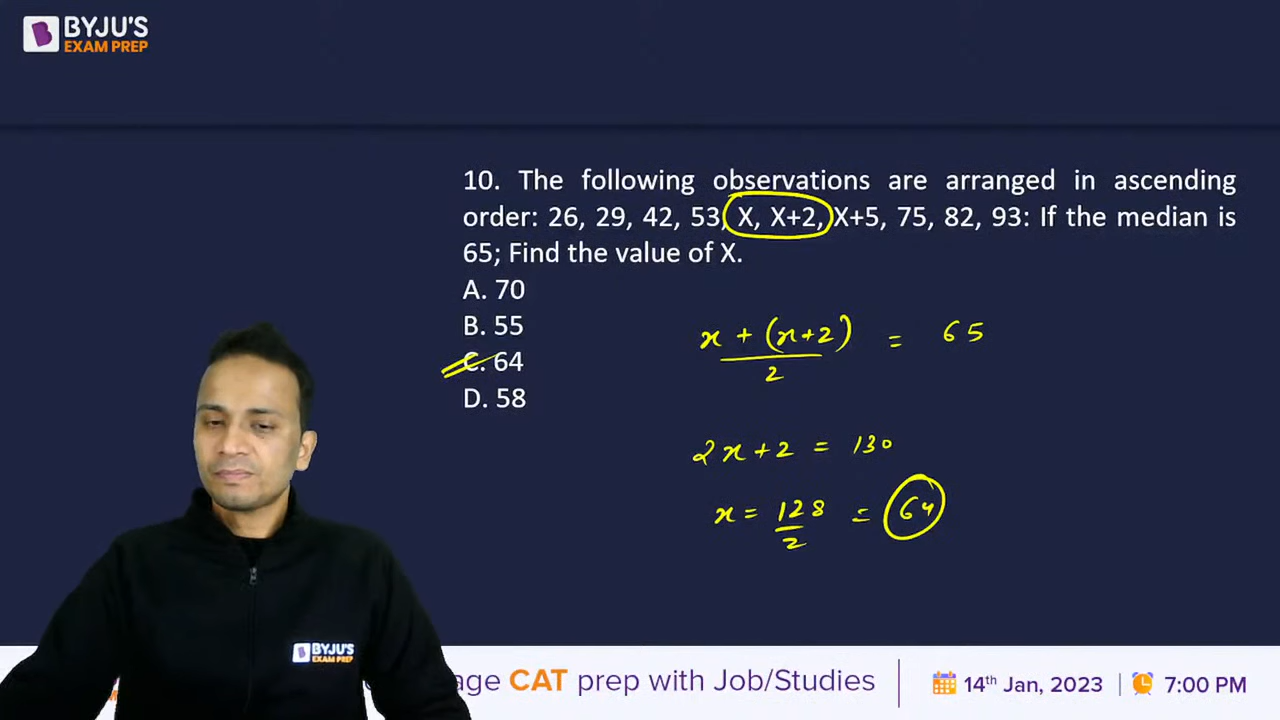 BYJU'S
EXAM PREP
10. The following observations are arranged in ascending
order: 26, 29, 42, 53, X, X+2, X+5, 75, 82, 93: If the median is
65; Find the value of X.
A. 70
B. 55
C. 64
D. 58
x + (x+2) = 65
2
2x + 2 = 130
x = 128 = 64
2
BYJU'S
EXAM PREP
age CAT prep with Job/Studies
14th Jan, 2023
7:00 PM